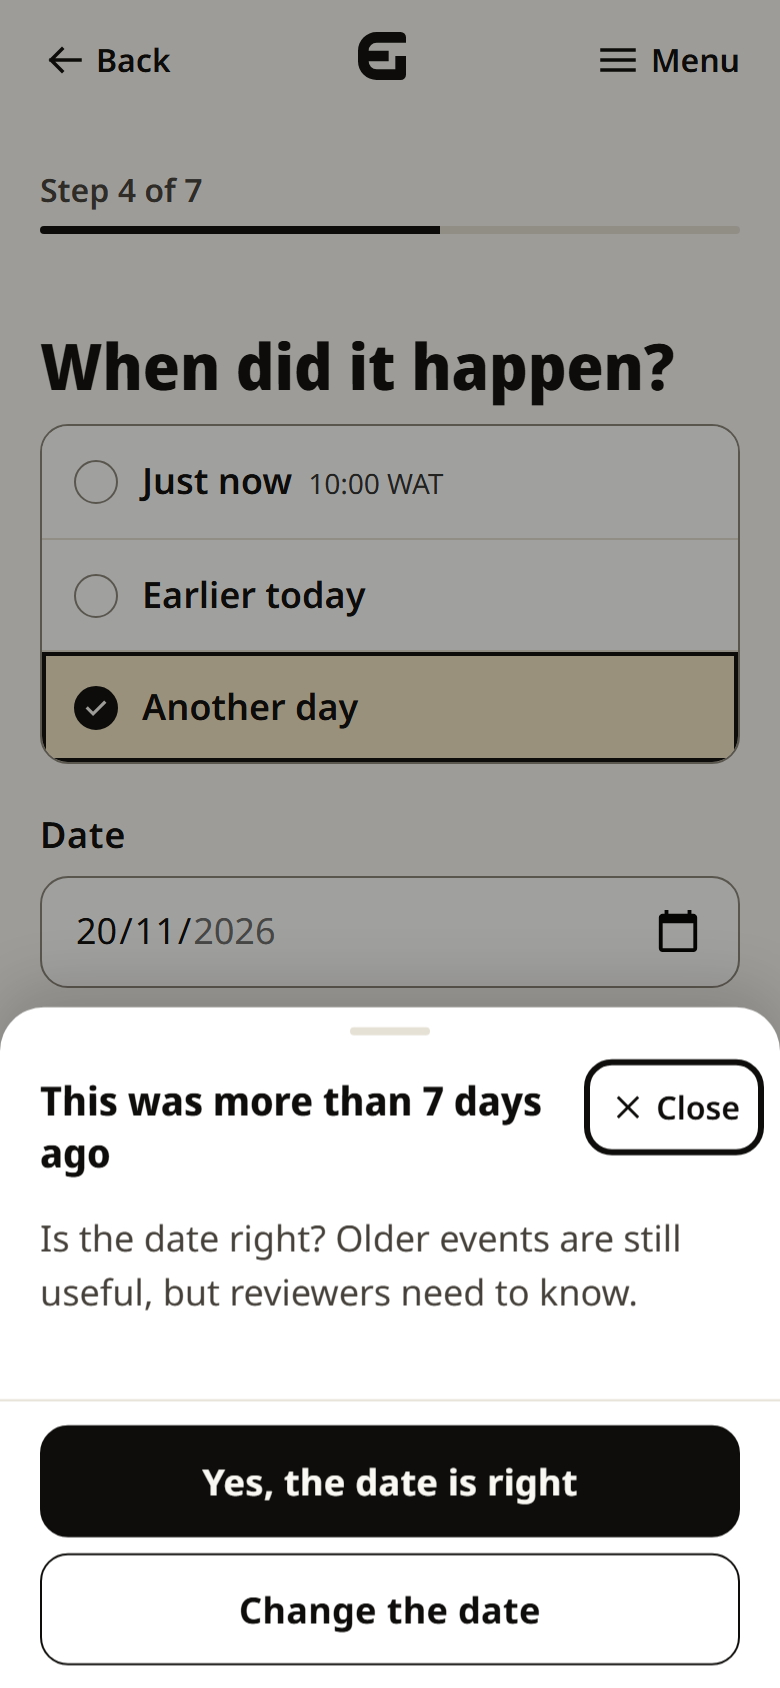 Back
Menu
Step 4 of 7
When did it happen?
Just now 10:00 WAT
Earlier today
Another day
Date
20/11/2026
This was more than 7 days
ago
Close
Is the date right? Older events are still
useful, but reviewers need to know.
Yes, the date is right
Change the date